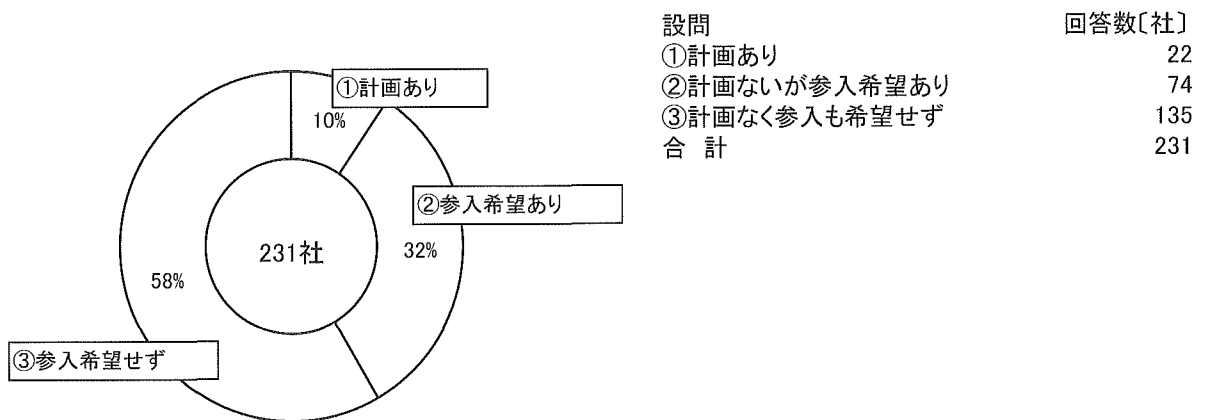 設問 回答数〔社〕
①計画あり 22
②計画ないが参入希望あり 74
③計画なく参入も希望せず 135
合 計 231
①計画あり
10%
②参入希望あり
32%
231社
58%
③参入希望せず